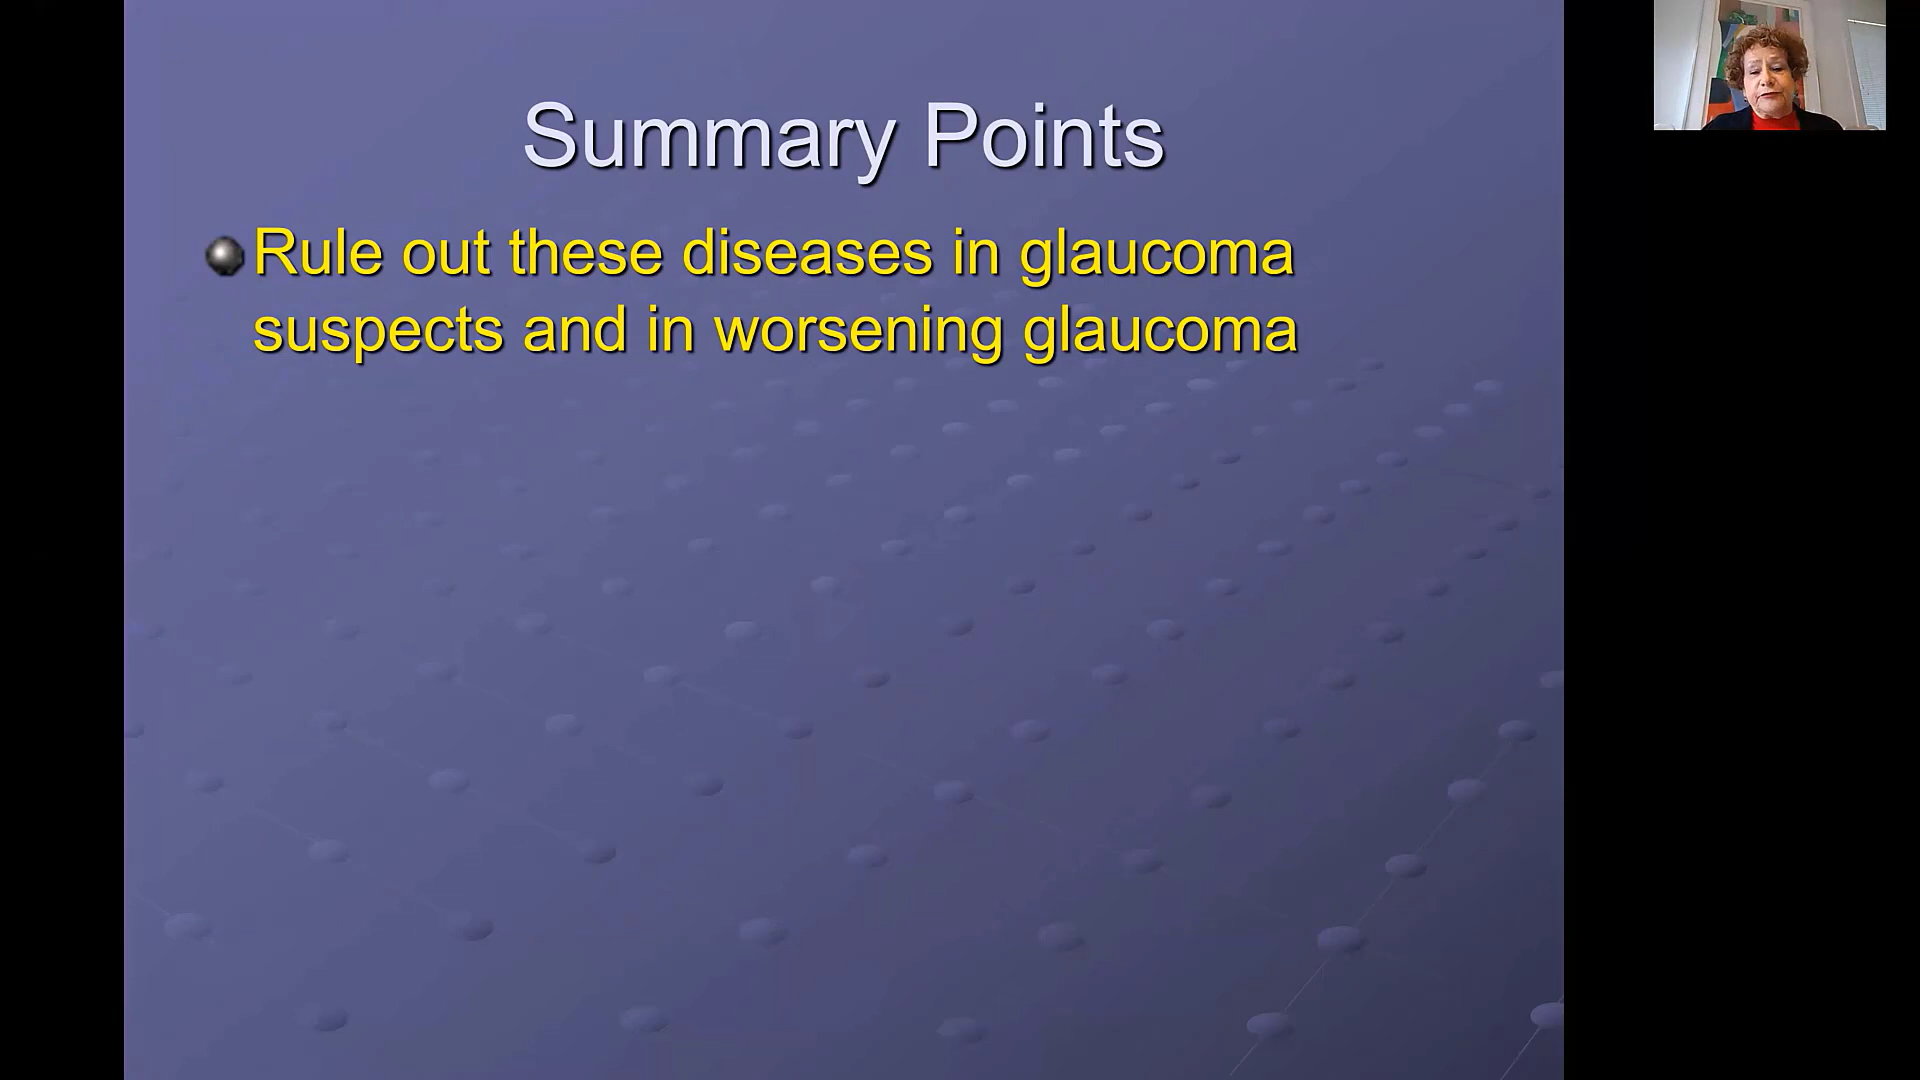 Summary Points
Rule out these diseases in glaucoma
suspects and in worsening glaucoma